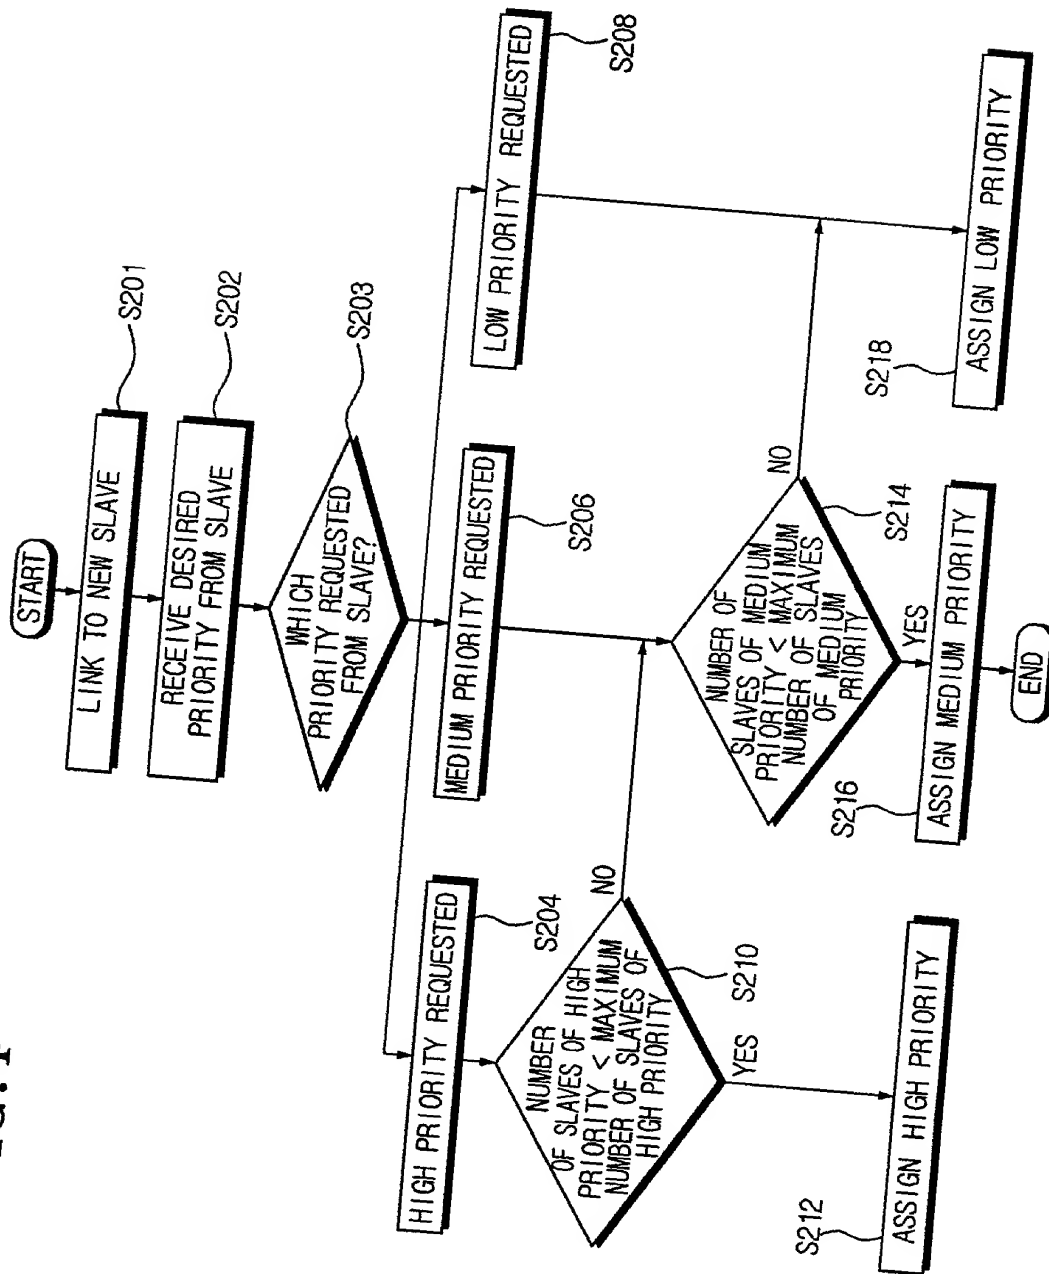 START
LINK TO NEW SLAVE
S201
RECEIVE DESIRED
PRIORITY FROM SLAVE
S202
WHICH
PRIORITY REQUESTED
FROM SLAVE?
S203
HIGH PRIORITY REQUESTED
S204
MEDIUM PRIORITY REQUESTED
S206
LOW PRIORITY REQUESTED
S208
NUMBER
OF SLAVES OF HIGH
PRIORITY < MAXIMUM
NUMBER OF SLAVES OF
HIGH PRIORITY
S210
NO
YES
NUMBER OF
SLAVES OF MEDIUM
PRIORITY < MAXIMUM
NUMBER OF SLAVES
OF MEDIUM
PRIORITY
S214
NO
YES
S212
ASSIGN HIGH PRIORITY
S216
ASSIGN MEDIUM PRIORITY
S218
ASSIGN LOW PRIORITY
END